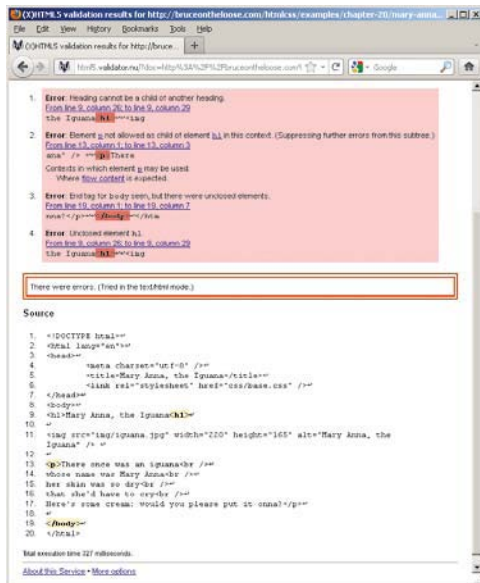 (X)HTML5 validation results for http://bruceontheloose.com/htmlcss/examples/chapter-20/mary-anna...
File Edit View History Bookmarks Tools Help
(X)HTML5 validation results for http://bruce...
html5.validator.nu/?doc=http%3A%2F%2Fbruceontheloose.com/
Google
1. Error: Heading cannot be a child of another heading.
From line 9, column 26; to line 9, column 29
the Iguana<h1>↩↩<img
2. Error: Element p not allowed as child of element h1 in this context. (Suppressing further errors from this subtree.)
From line 13, column 1; to line 13, column 3
ana" /> ↩↩<p>There
Contexts in which element p may be used:
Where flow content is expected.
3. Error: End tag for body seen, but there were unclosed elements.
From line 19, column 1; to line 19, column 7
nna?</p>↩↩</body>↩</htm
4. Error: Unclosed element h1.
From line 9, column 26; to line 9, column 29
the Iguana<h1>↩↩<img
There were errors. (Tried in the text/html mode.)
Source
1. <!DOCTYPE html>↩
2. <html lang="en">↩
3. <head>↩
4. <meta charset="utf-8" />↩
5. <title>Mary Anna, the Iguana</title>↩
6. <link rel="stylesheet" href="css/base.css" />↩
7. </head>↩
8. <body>↩
9. <h1>Mary Anna, the Iguana<h1>↩
10. ↩
11. <img src="img/iguana.jpg" width="220" height="165" alt="Mary Anna, the
Iguana" /> ↩
12. ↩
13. <p>There once was an iguana<br />↩
14. whose name was Mary Anna<br />↩
15. her skin was so dry<br />↩
16. that she'd have to cry<br />↩
17. Here's some cream: would you please put it onna?</p>↩
18. ↩
19. </body>↩
20. </html>
Total execution time 327 milliseconds.
About this Service • More options